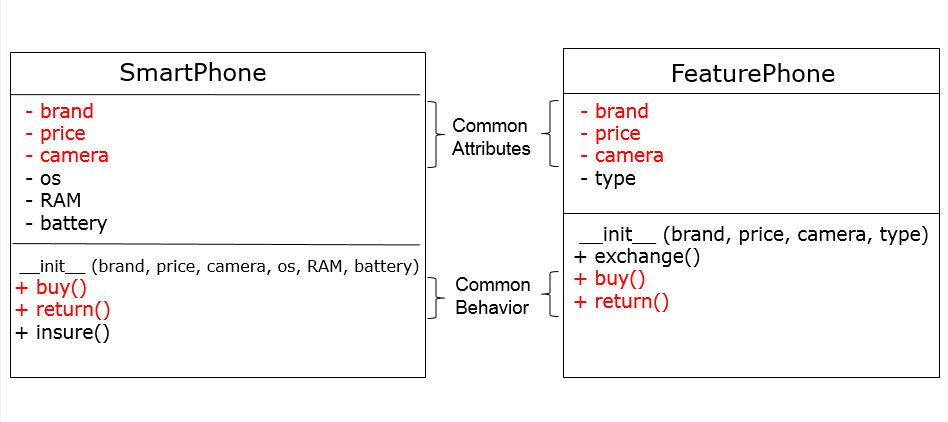 SmartPhone
- brand
- price
- camera
- os
- RAM
- battery
__init__ (brand, price, camera, os, RAM, battery)
+ buy()
+ return()
+ insure()
Common
Attributes
Common
Behavior
FeaturePhone
- brand
- price
- camera
- type
__init__ (brand, price, camera, type)
+ exchange()
+ buy()
+ return()